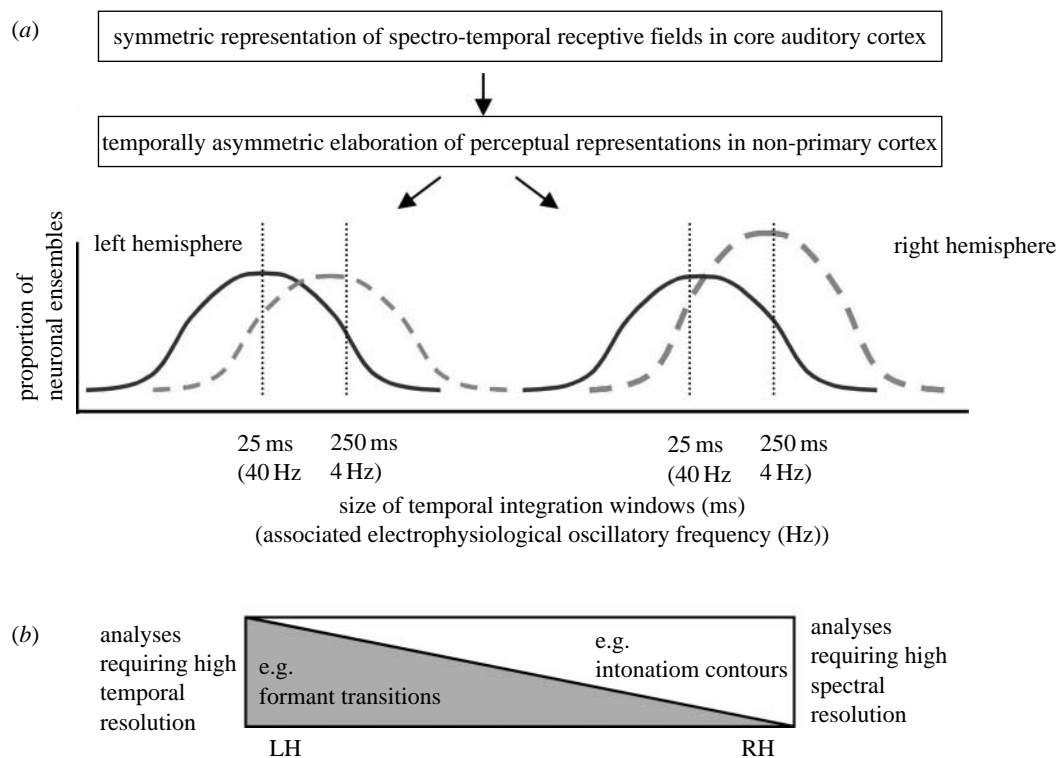 (a)
symmetric representation of spectro-temporal receptive fields in core auditory cortex
temporally asymmetric elaboration of perceptual representations in non-primary cortex
left hemisphere
right hemisphere
proportion of
neuronal ensembles
25 ms
(40 Hz
250 ms
4 Hz)
25 ms
(40 Hz
250 ms
4 Hz)
size of temporal integration windows (ms)
(associated electrophysiological oscillatory frequency (Hz))
(b)
analyses
requiring high
temporal
resolution
e.g.
formant transitions
e.g.
intonatiom contours
analyses
requiring high
spectral
resolution
LH
RH